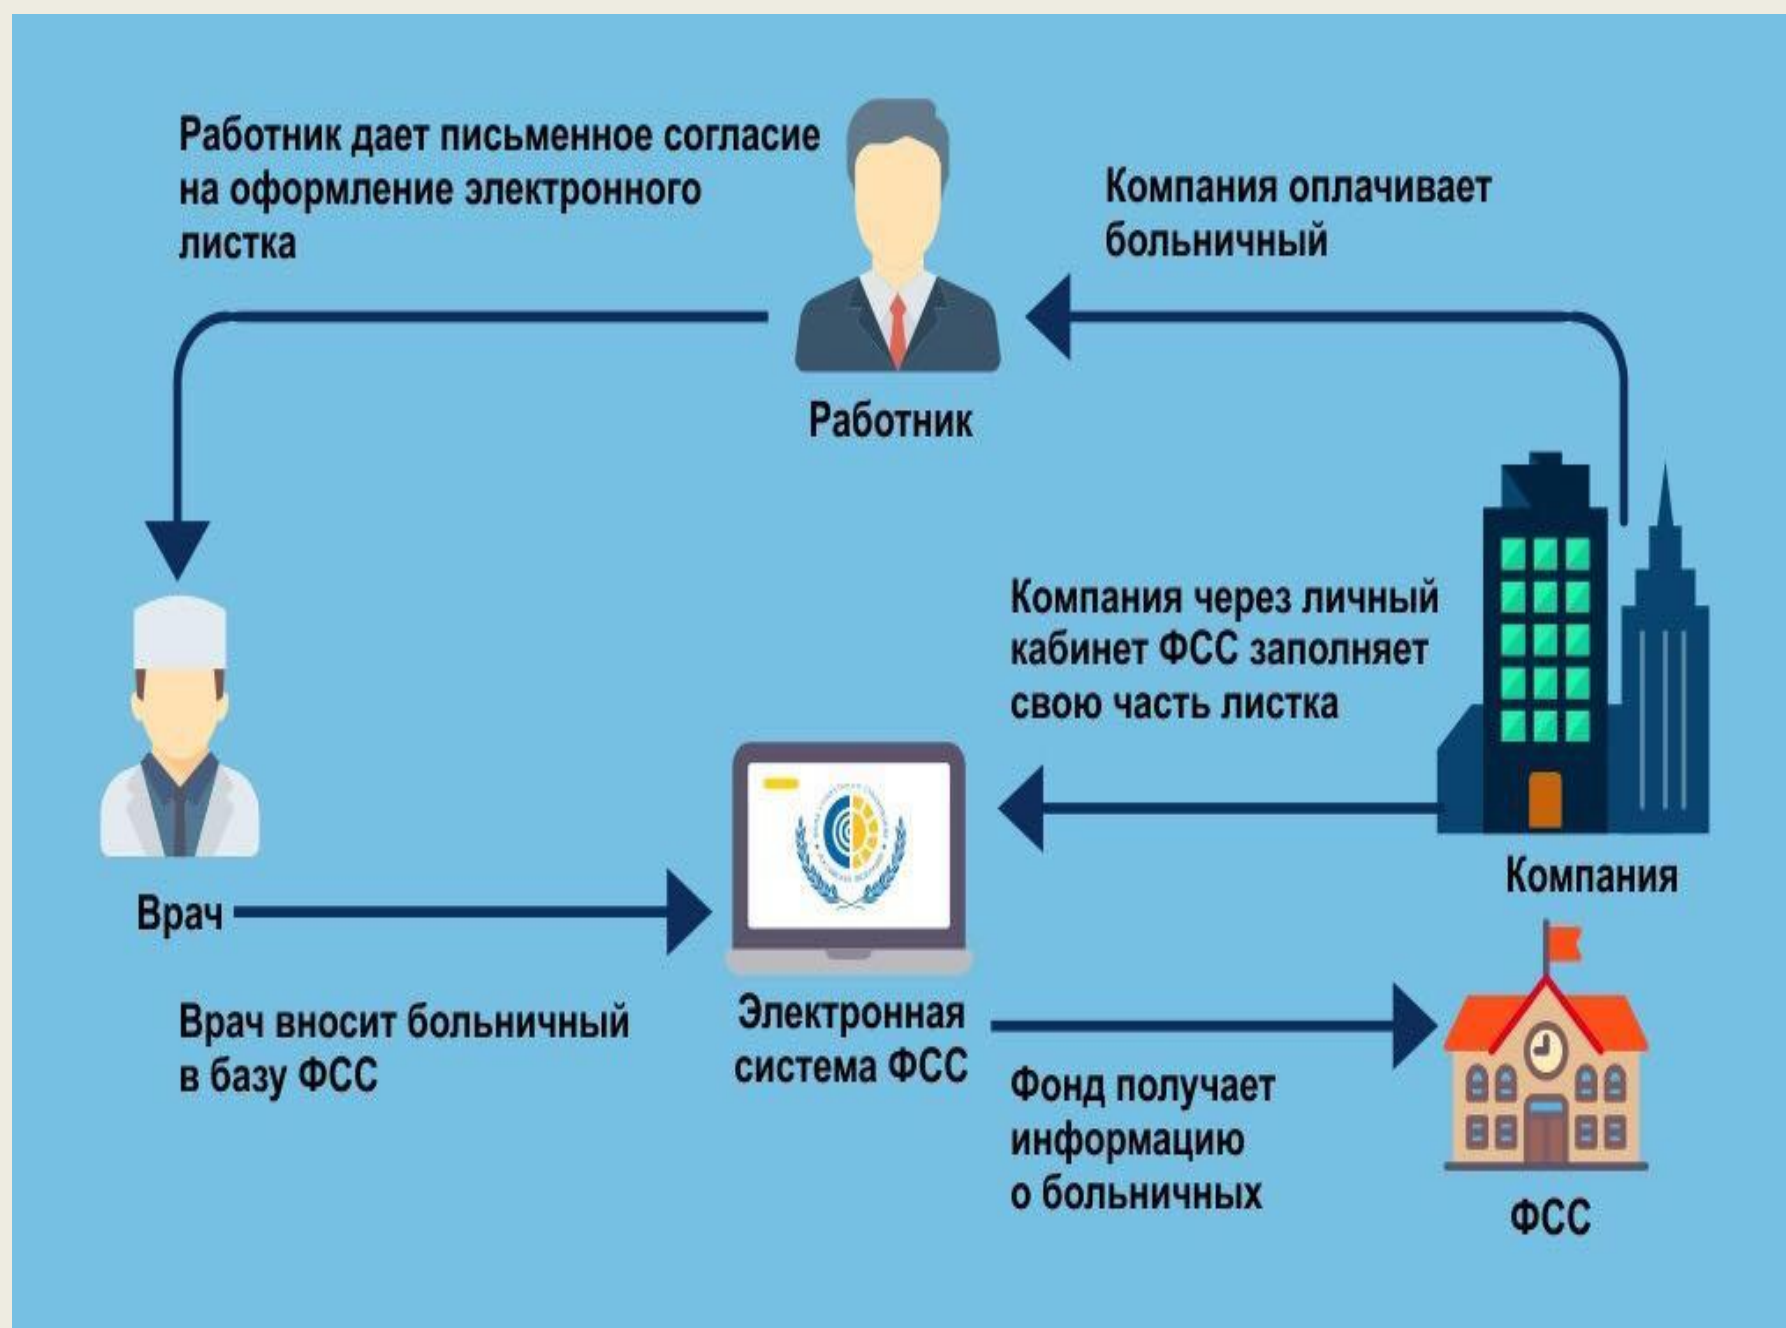 Работник дает письменное согласие
на оформление электронного
листка
Компания оплачивает
больничный
Работник
Компания через личный
кабинет ФСС заполняет
свою часть листка
Компания
Врач
Врач вносит больничный
в базу ФСС
Электронная
система ФСС
Фонд получает
информацию
о больничных
ФСС